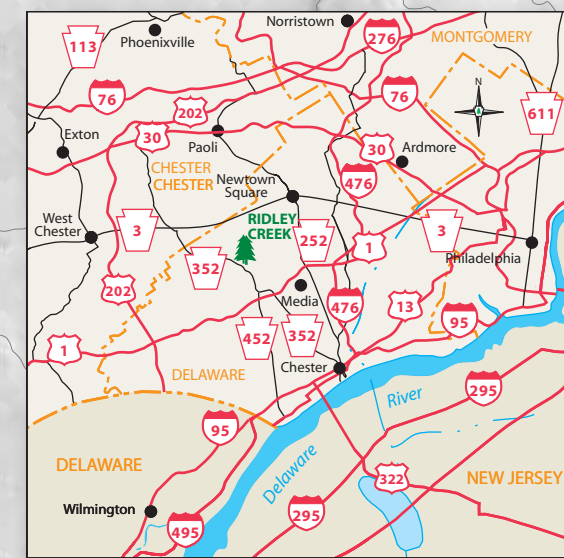 Norristown
113
Phoenixville
276
MONTGOMERY
N
76
202
76
611
Exton
30
Paoli
30
Ardmore
CHESTER
CHESTER
Newtown
Square
476
West
Chester
3
RIDLEY
CREEK
252
3
1
Philadelphia
352
202
Media
476
13
95
1
452
352
Chester
DELAWARE
295
River
95
DELAWARE
Delaware
322
NEW JERSEY
Wilmington
295
495